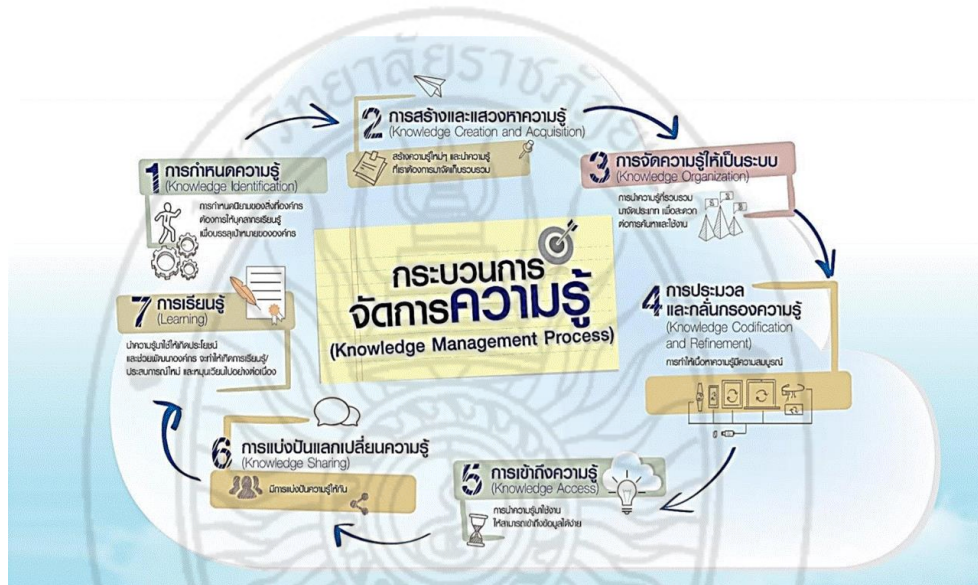 วิทยาลัยราชภัฏ
กระบวนการ
จัดการความรู้
(Knowledge Management Process)
1 การกำหนดความรู้
(Knowledge Identification)
การกำหนดนิยามของสิ่งที่องค์กร
ต้องการให้บุคลากรเรียนรู้
เพื่อบรรลุเป้าหมายขององค์กร
2 การสร้างและแสวงหาความรู้
(Knowledge Creation and Acquisition)
สร้างความรู้ใหม่ๆ และนำความรู้
ที่เราต้องการมาจัดเก็บรวบรวม
3 การจัดความรู้ให้เป็นระบบ
(Knowledge Organization)
การนำความรู้ที่รวบรวม
มาจัดประเภท เพื่อสะดวก
ต่อการค้นหาและใช้งาน
4 การประมวล
และกลั่นกรองความรู้
(Knowledge Codification
and Refinement)
การทำให้เนื้อหาความรู้มีความสมบูรณ์
5 การเข้าถึงความรู้
(Knowledge Access)
การนำความรู้มาใช้งาน
ให้สามารถเข้าถึงข้อมูลได้ง่าย
6 การแบ่งปันแลกเปลี่ยนความรู้
(Knowledge Sharing)
มีการแบ่งปันความรู้ให้กัน
7 การเรียนรู้
(Learning)
นำความรู้มาใช้ให้เกิดประโยชน์
และช่วยพัฒนาองค์กร จะทำให้เกิดการเรียนรู้/
ประสบการณ์ใหม่ และหมุนเวียนไปอย่างต่อเนื่อง